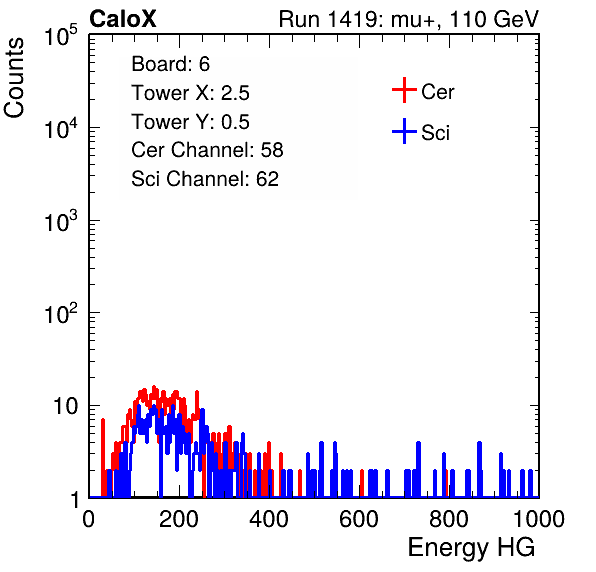 CaloX Run 1419: mu+, 110 GeV
Counts
10^5
10^4
10^3
10^2
10
1
Board: 6
Tower X: 2.5
Tower Y: 0.5
Cer Channel: 58
Sci Channel: 62
Cer
Sci
0 200 400 600 800 1000
Energy HG